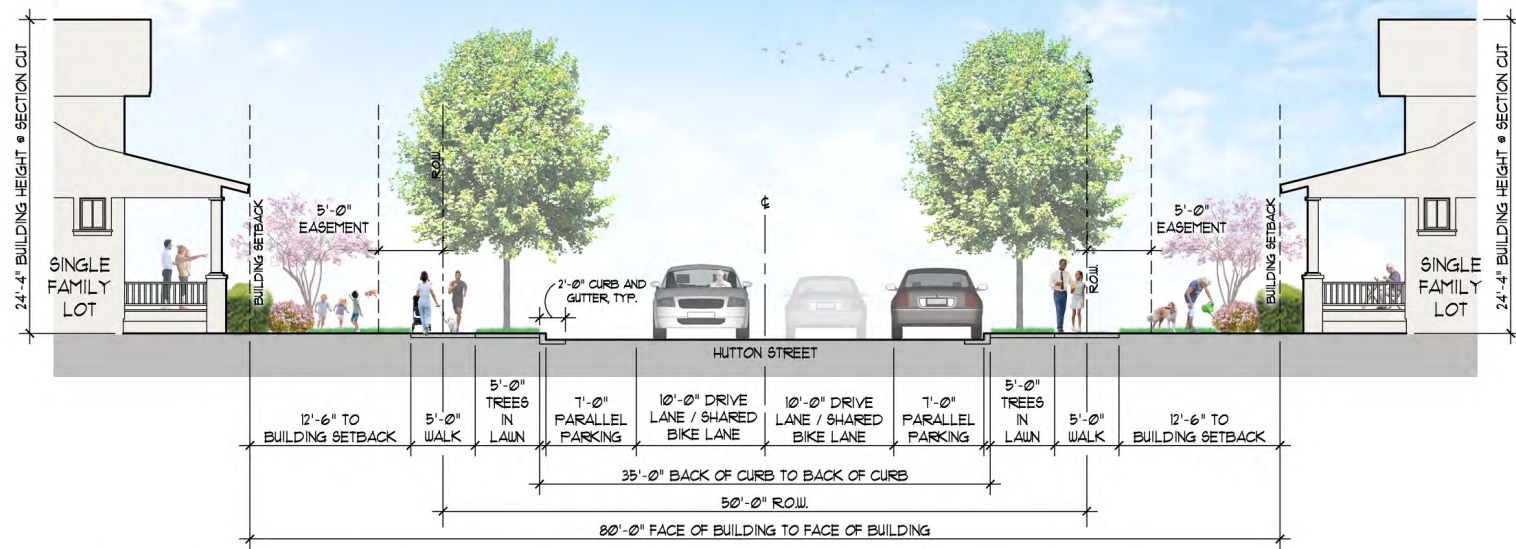 24'-4" BUILDING HEIGHT @ SECTION CUT
SINGLE
FAMILY
LOT
BUILDING SETBACK
5'-0"
EASEMENT
R.O.W.
2'-0" CURB AND
GUTTER, TYP.
℄
R.O.W.
5'-0"
EASEMENT
BUILDING SETBACK
SINGLE
FAMILY
LOT
24'-4" BUILDING HEIGHT @ SECTION CUT
HUTTON STREET
12'-6" TO
BUILDING SETBACK
5'-0"
WALK
5'-0"
TREES
IN
LAWN
7'-0"
PARALLEL
PARKING
10'-0" DRIVE
LANE / SHARED
BIKE LANE
10'-0" DRIVE
LANE / SHARED
BIKE LANE
7'-0"
PARALLEL
PARKING
5'-0"
TREES
IN
LAWN
5'-0"
WALK
12'-6" TO
BUILDING SETBACK
35'-0" BACK OF CURB TO BACK OF CURB
50'-0" R.O.W.
80'-0" FACE OF BUILDING TO FACE OF BUILDING